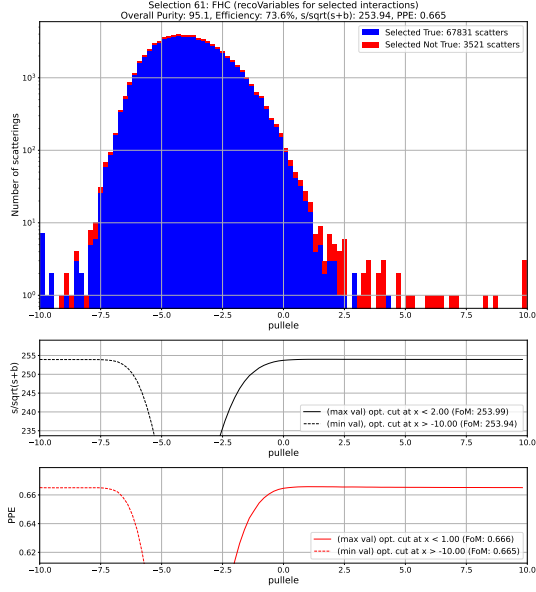 Selection 61: FHC (recoVariables for selected interactions)
Overall Purity: 95.1, Efficiency: 73.6%, s/sqrt(s+b): 253.94, PPE: 0.665
Selected True: 67831 scatters
Selected Not True: 3521 scatters
Number of scatterings
10³
10²
10¹
10⁰
−10.0 −7.5 −5.0 −2.5 0.0 2.5 5.0 7.5 10.0
pullele
s/sqrt(s+b)
255
250
245
240
235
(max val) opt. cut at x < 2.00 (FoM: 253.99)
(min val), opt. cut at x > -10.00 (FoM: 253.94)
−10.0 −7.5 −5.0 −2.5 0.0 2.5 5.0 7.5 10.0
pullele
PPE
0.66
0.64
0.62
(max val) opt. cut at x < 1.00 (FoM: 0.666)
(min val) opt. cut at x > -10.00 (FoM: 0.665)
−10.0 −7.5 −5.0 −2.5 0.0 2.5 5.0 7.5 10.0
pullele